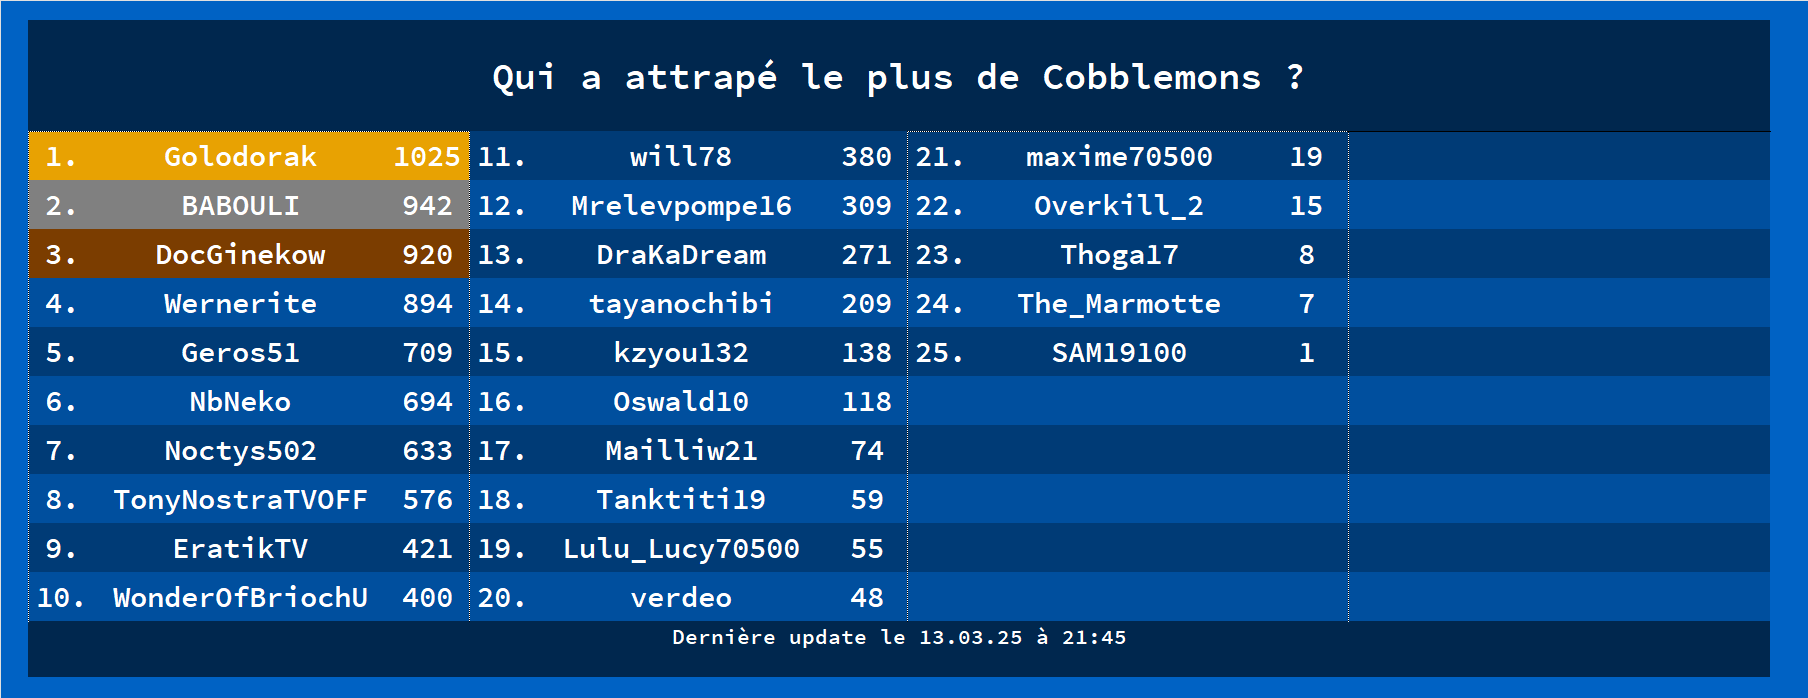 Qui a attrapé le plus de Cobblemons ?
1. Golodorak 1025
2. BABOULI 942
3. DocGinekow 920
4. Wernerite 894
5. Geros51 709
6. NbNeko 694
7. Noctys502 633
8. TonyNostraTVOFF 576
9. EratikTV 421
10. WonderOfBriochU 400
11. will78 380
12. Mrelevpompe16 309
13. DraKaDream 271
14. tayanochibi 209
15. kzyou132 138
16. Oswald10 118
17. Mailliw21 74
18. Tanktiti19 59
19. Lulu_Lucy70500 55
20. verdeo 48
21. maxime70500 19
22. Overkill_2 15
23. Thoga17 8
24. The_Marmotte 7
25. SAM19100 1
Dernière update le 13.03.25 à 21:45